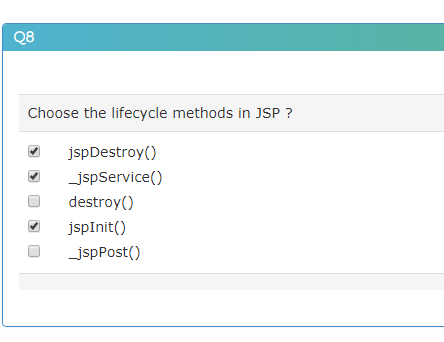 Q8
Choose the lifecycle methods in JSP ?
jspDestroy()
_jspService()
destroy()
jspInit()
_jspPost()